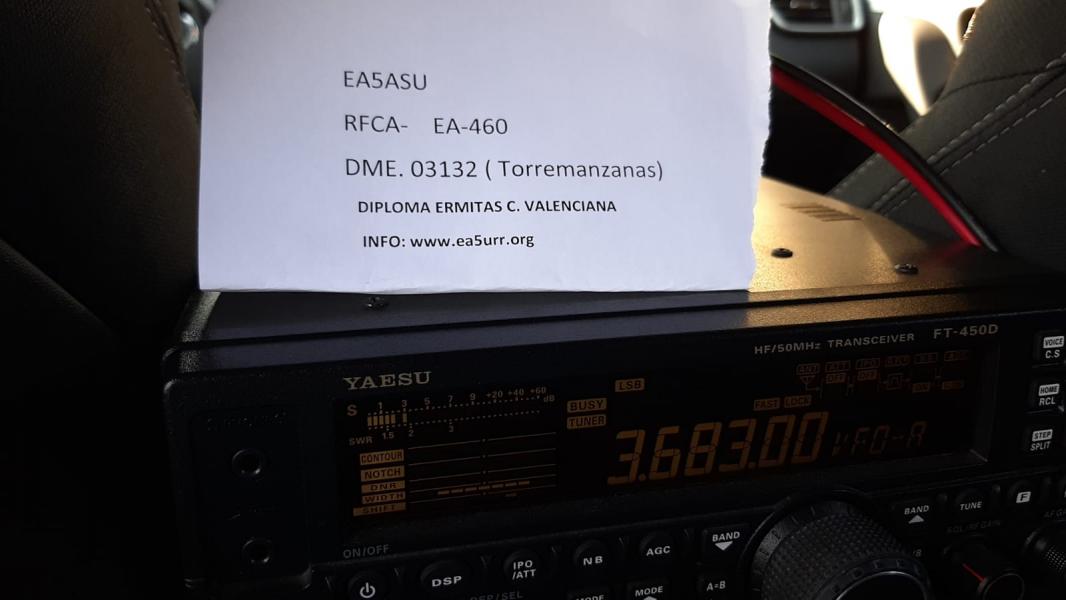 EA5ASU
RFCA- EA-460
DME. 03132 ( Torremanzanas)
DIPLOMA ERMITAS C. VALENCIANA
INFO: www.ea5urr.org
HF/50MHz TRANSCEIVER FT-450D
YAESU
VOICE
C.S
S 1 3 5 7 9 +20 +40 +60 dB
SWR 1.5 2 3
LSB
BUSY
TUNER
FAST LOCK
HOME
RCL
3.683.00 VFO-A
STEP
SPLIT
CONTOUR
NOTCH
DNR
WIDTH
SHIFT
ON/OFF
DSP
IPO
/ATT
NB
AGC
BAND
BAND
TUNE
F
MODE
MODE
A=B